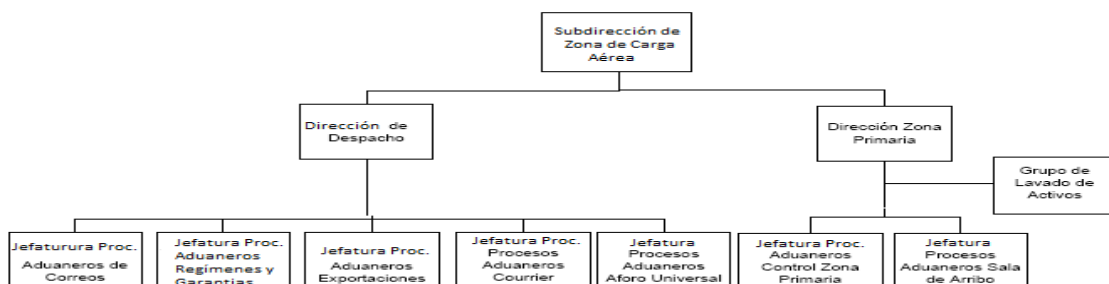 Subdirección de
Zona de Carga
Aérea
Dirección de
Despacho
Dirección Zona
Primaria
Grupo de
Lavado de
Activos
Jefaturura Proc.
Aduaneros de
Correos
Jefatura Proc.
Aduaneros
Regímenes y
Garantias
Jefatura Proc.
Aduaneros
Exportaciones
Jefatura Proc.
Procesos
Aduaneros
Courrier
Jefatura
Procesos
Aduaneros
Aforo Universal
Jefatura Proc.
Aduaneros
Control Zona
Primaria
Jefatura
Procesos
Aduaneros Sala
de Arribo